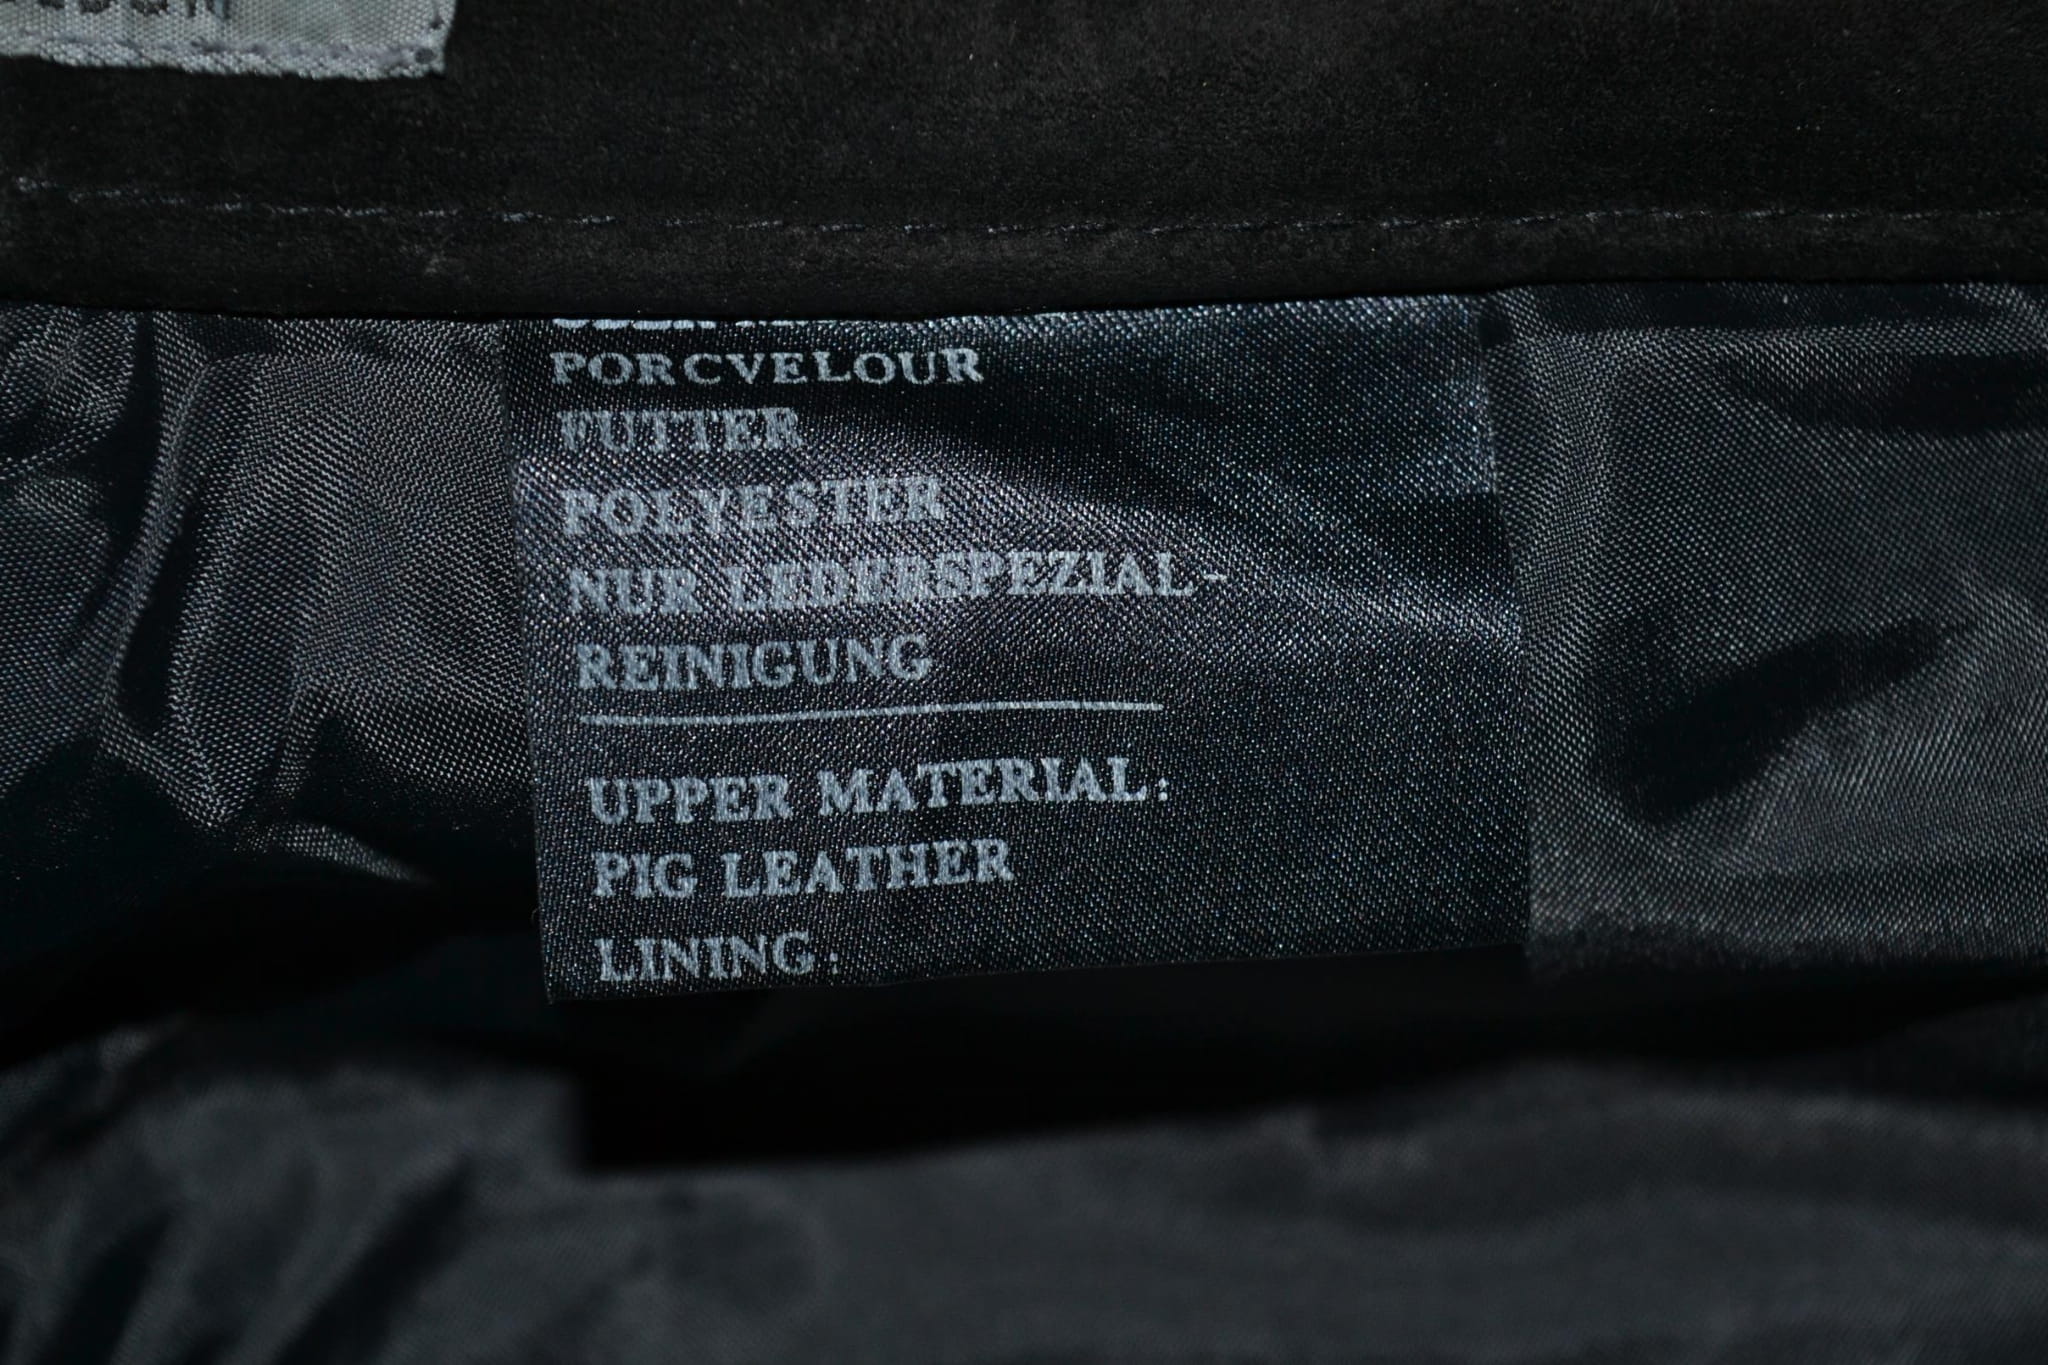 PORCVELOUR
FUTTER
POLYESTER
NUR LEDERSPEZIAL-
REINIGUNG
UPPER MATERIAL:
PIG LEATHER
LINING: